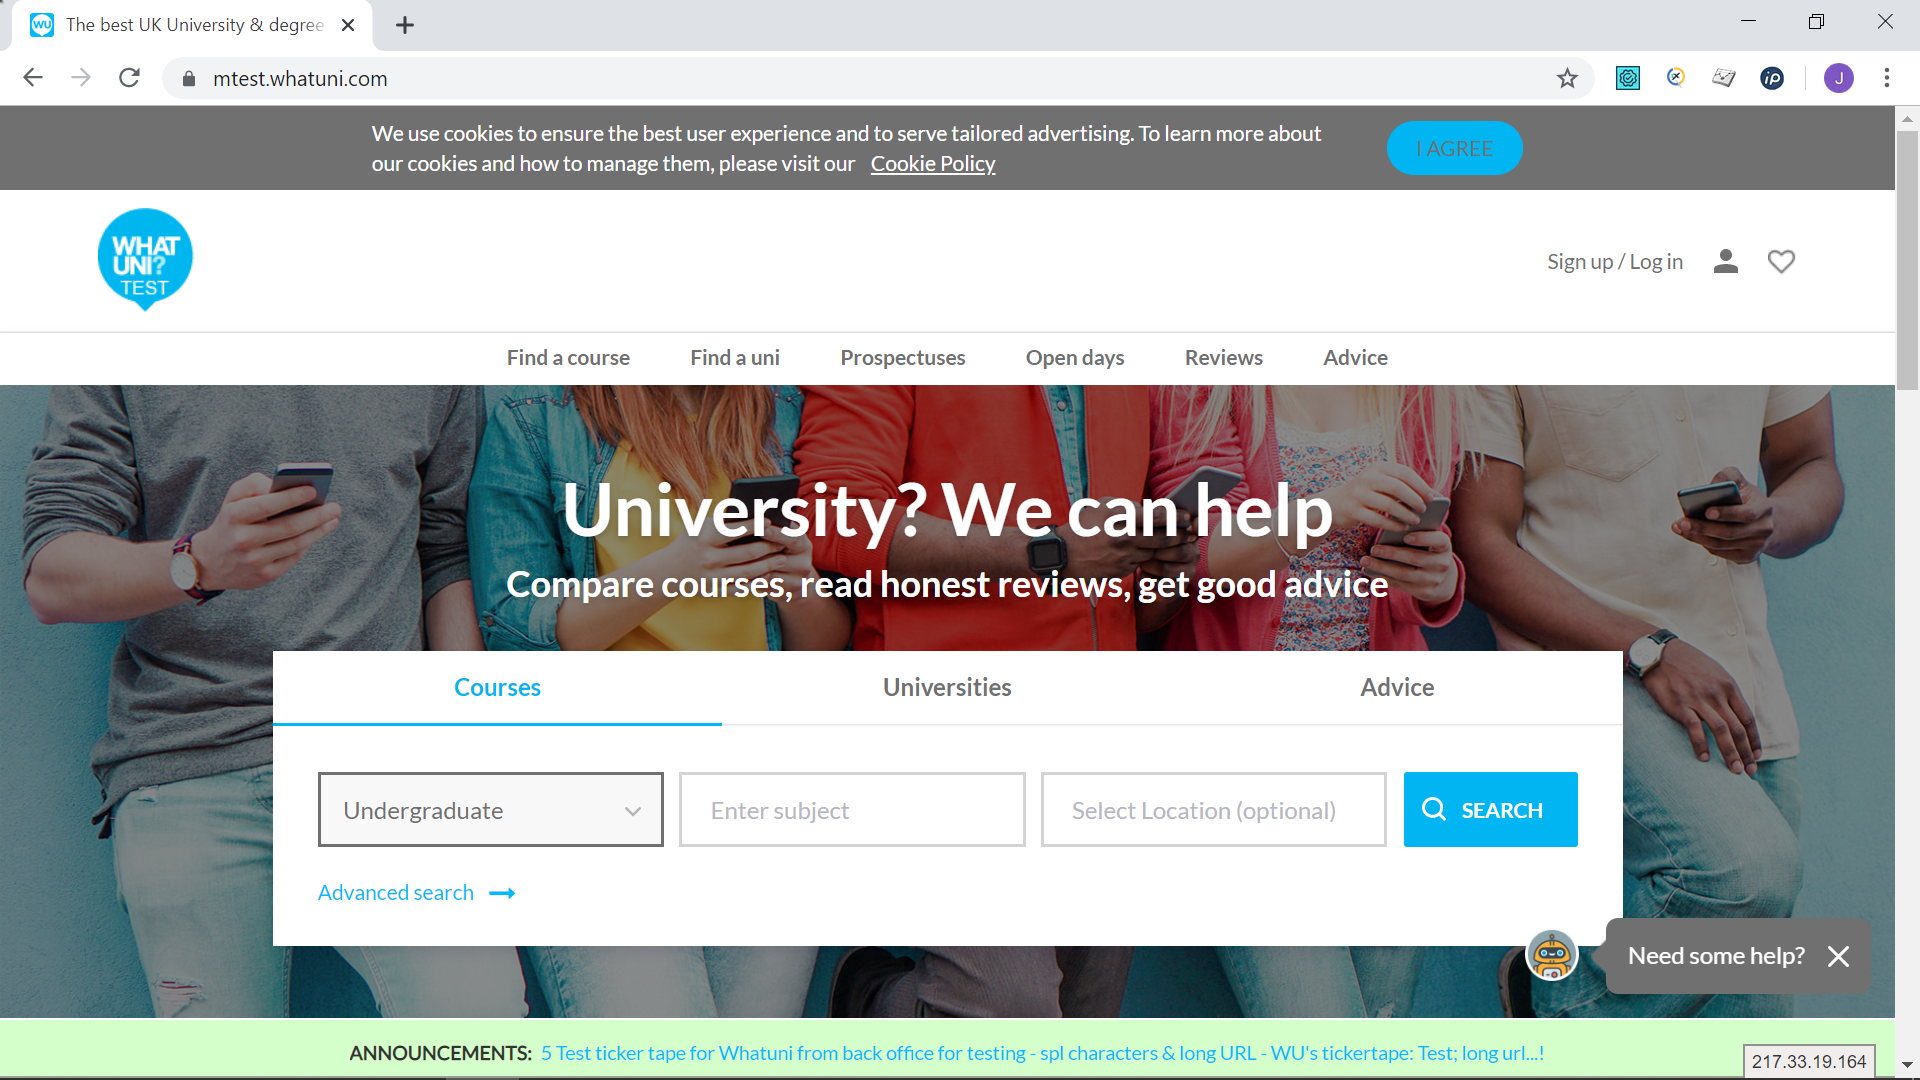 WU The best UK University & degree
mtest.whatuni.com
ip
J
We use cookies to ensure the best user experience and to serve tailored advertising. To learn more about
our cookies and how to manage them, please visit our Cookie Policy
I AGREE
WHAT
UNI?
TEST
Sign up / Log in
Find a course Find a uni Prospectuses Open days Reviews Advice
University? We can help
Compare courses, read honest reviews, get good advice
Courses Universities Advice
Undergraduate Enter subject Select Location (optional) SEARCH
Advanced search
Need some help?
ANNOUNCEMENTS: 5 Test ticker tape for Whatuni from back office for testing - spl characters & long URL - WU's tickertape: Test; long url...!
217.33.19.164